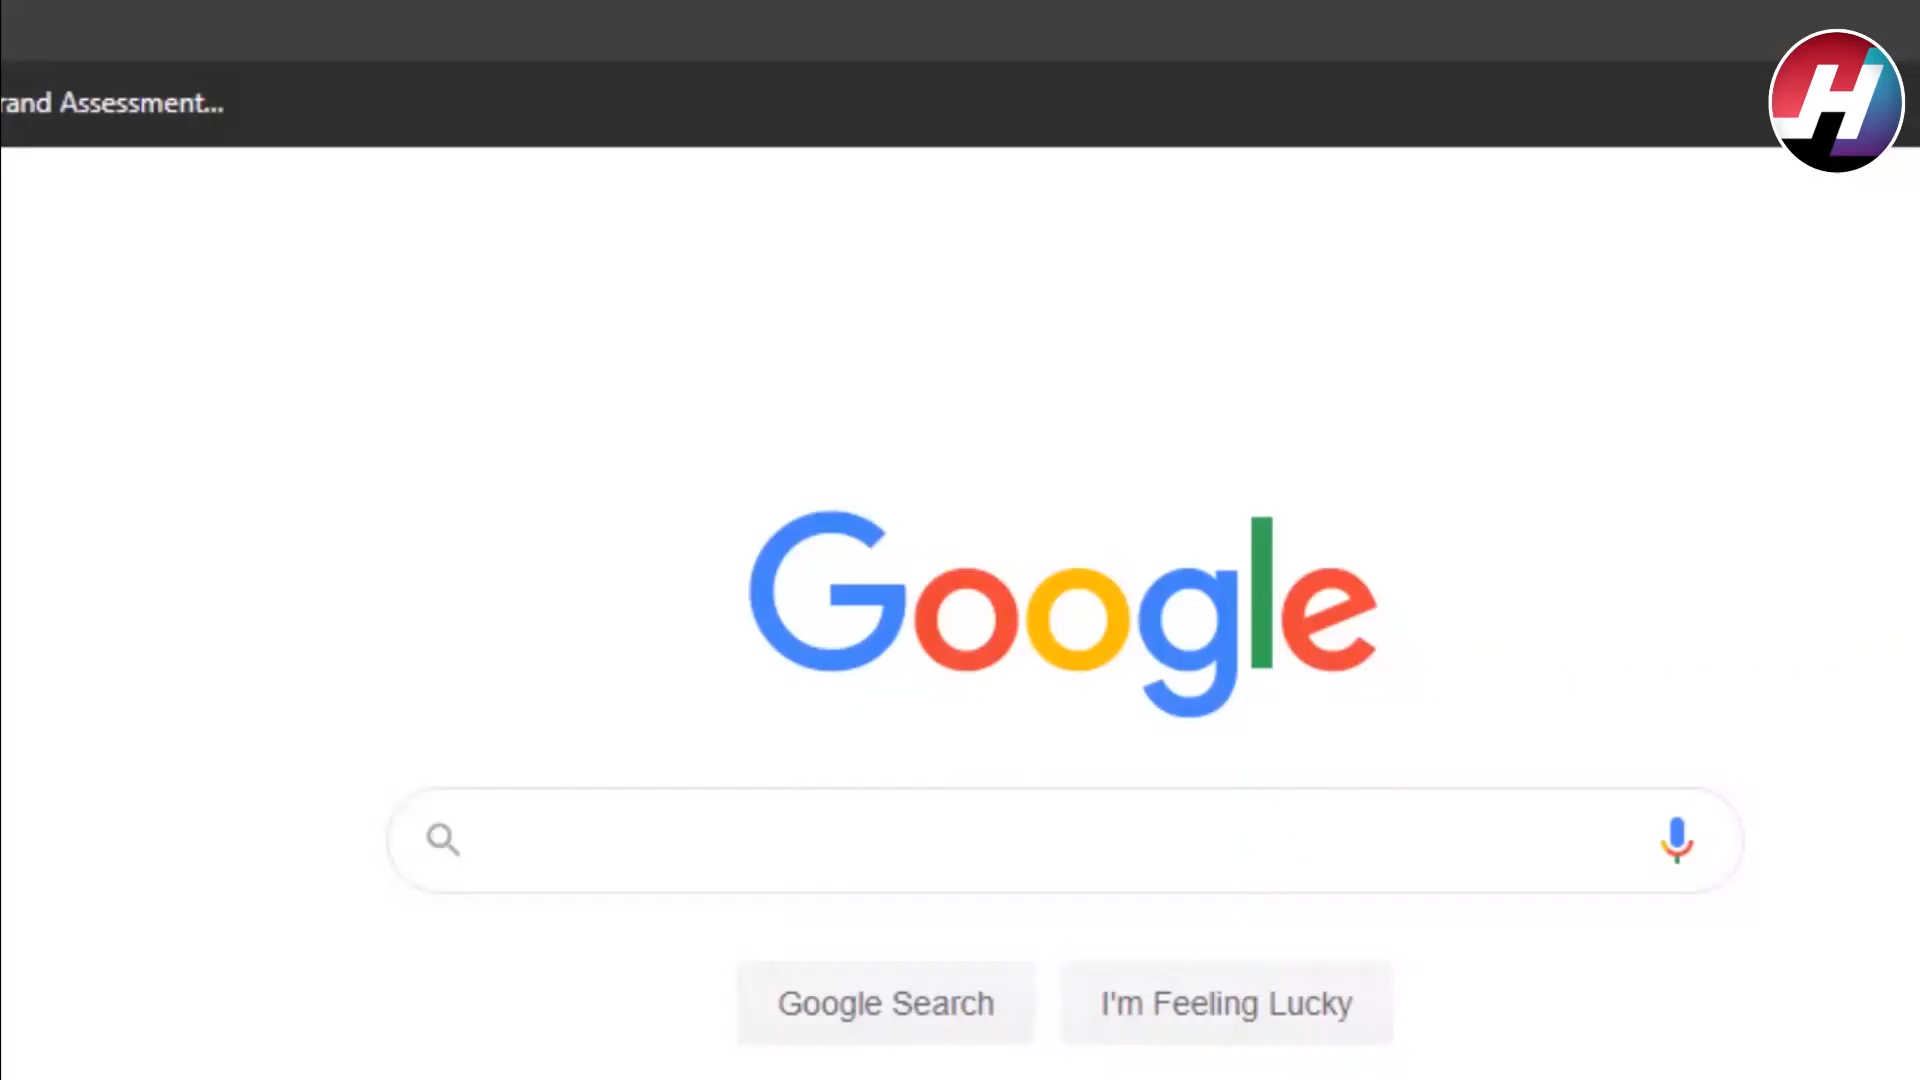 rand Assessment...
H
Google
Google Search
I'm Feeling Lucky